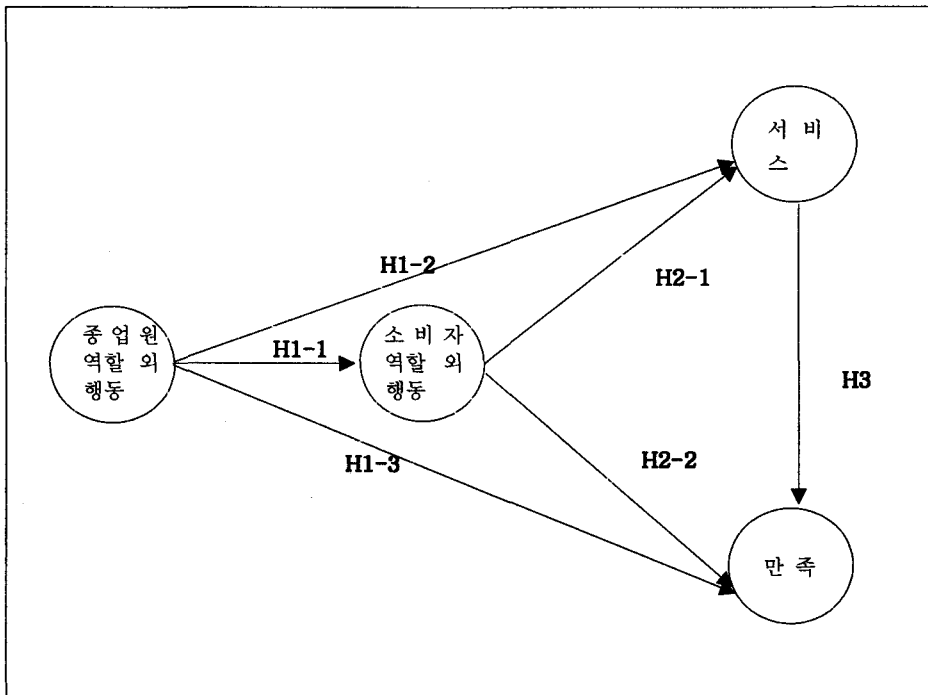 서 비
스
H1-2
H2-1
종 업 원
역할 외
행동
H1-1
소 비 자
역할 외
행동
H3
H1-3
H2-2
만 족